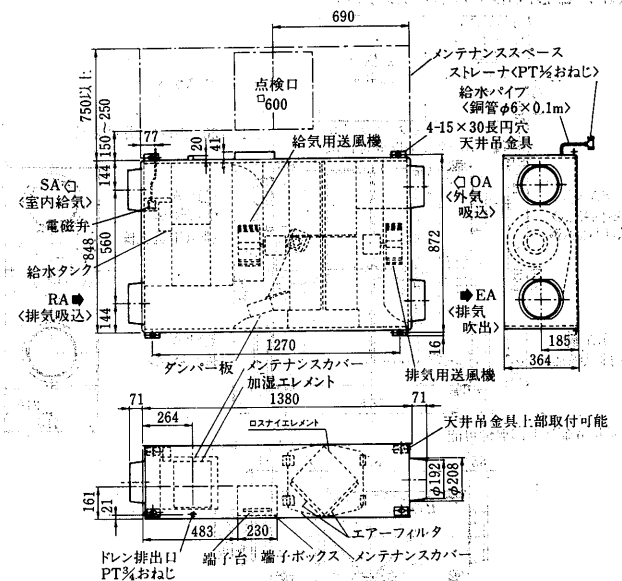 690
メンテナンススペース
ストレーナ<PT½おねじ>
給水パイプ
<銅管φ6×0.1m>
点検口
□600
750以上
150~250
77
20
41
給気用送風機
4-15×30長円穴
天井吊金具
SA
<室内給気>
電磁弁
給水タンク
RA
<排気吸込>
144
848
560
144
OA
<外気
吸込>
872
EA
<排気
吹出>
16
185
364
1270
ダンパー板
メンテナンスカバー
加湿エレメント
排気用送風機
71
1380
71
264
ロスナイエレメント
天井吊金具上部取付可能
φ192
φ208
161
21
483
230
エアーフィルタ
メンテナンスカバー
ドレン排出口
PT¾おねじ
端子台
端子ボックス